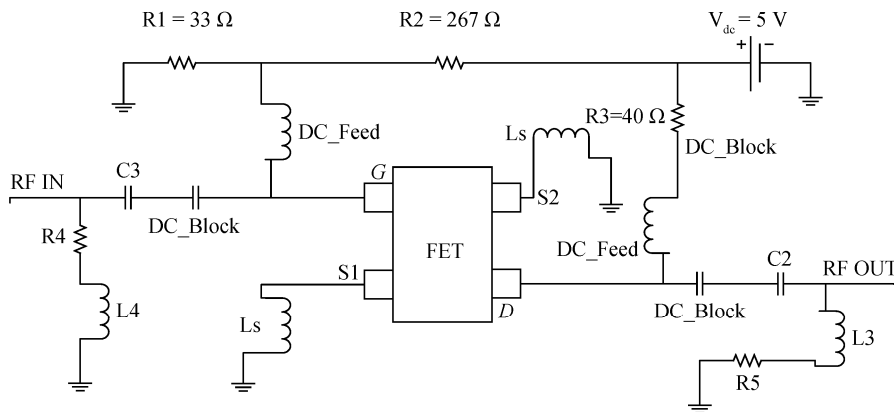 R1 = 33 Ω
R2 = 267 Ω
V_dc = 5 V
+ −
DC_Feed
Ls
R3=40 Ω
DC_Block
C3
G
RF IN
DC_Block
S2
R4
FET
DC_Feed
S1
C2
RF OUT
L4
Ls
D
DC_Block
L3
R5